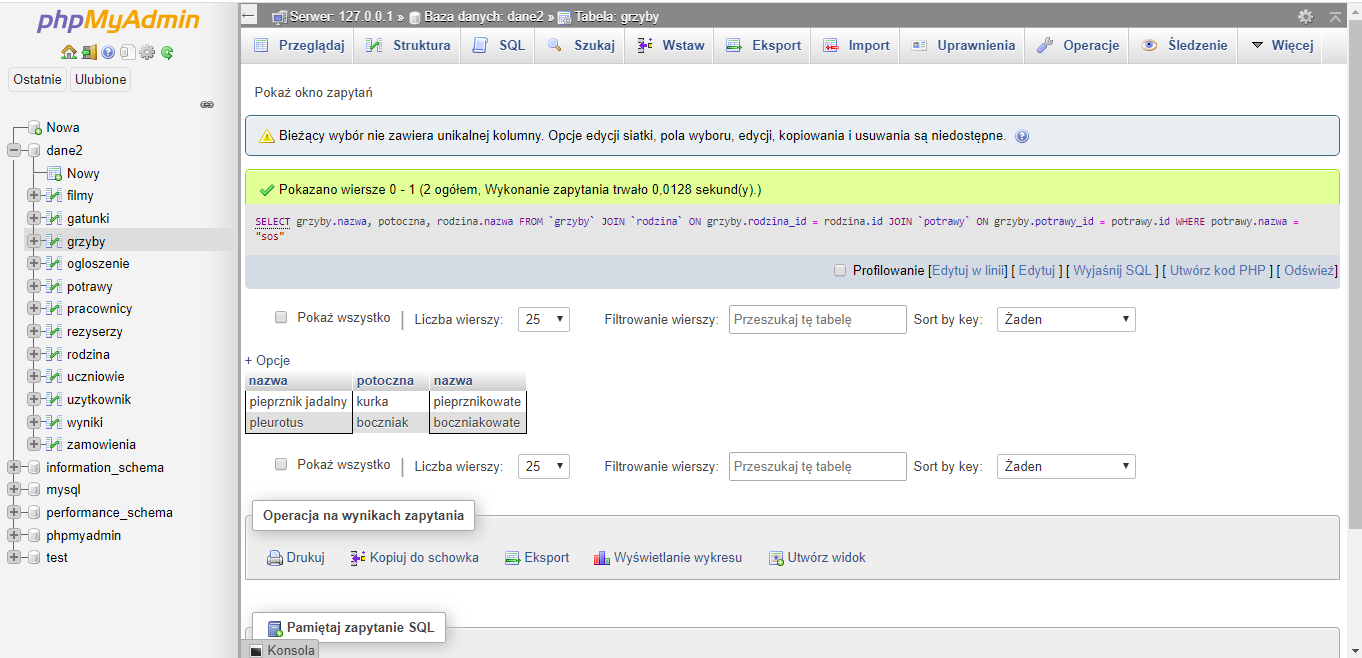 phpMyAdmin
Ostatnie Ulubione
Nowa
dane2
Nowy
filmy
gatunki
grzyby
ogloszenie
potrawy
pracownicy
rezyserzy
rodzina
uczniowie
uzytkownik
wyniki
zamowienia
information_schema
mysql
performance_schema
phpmyadmin
test
Serwer: 127.0.0.1 » Baza danych: dane2 » Tabela: grzyby
Przeglądaj Struktura SQL Szukaj Wstaw Eksport Import Uprawnienia Operacje Śledzenie Więcej
Pokaż okno zapytań
Bieżący wybór nie zawiera unikalnej kolumny. Opcje edycji siatki, pola wyboru, edycji, kopiowania i usuwania są niedostępne.
Pokazano wiersze 0 - 1 (2 ogółem, Wykonanie zapytania trwało 0,0128 sekund(y).)
SELECT grzyby.nazwa, potoczna, rodzina.nazwa FROM `grzyby` JOIN `rodzina` ON grzyby.rodzina_id = rodzina.id JOIN `potrawy` ON grzyby.potrawy_id = potrawy.id WHERE potrawy.nazwa =
"sos"
Profilowanie [Edytuj w linii] [ Edytuj ] [ Wyjaśnij SQL ] [ Utwórz kod PHP ] [ Odśwież]
Pokaż wszystko | Liczba wierszy: 25 Filtrowanie wierszy: Przeszukaj tę tabelę Sort by key: Żaden
+ Opcje
nazwa potoczna nazwa
pieprznik jadalny kurka pieprznikowate
pleurotus boczniak boczniakowate
Pokaż wszystko | Liczba wierszy: 25 Filtrowanie wierszy: Przeszukaj tę tabelę Sort by key: Żaden
Operacja na wynikach zapytania
Drukuj Kopiuj do schowka Eksport Wyświetlanie wykresu Utwórz widok
Pamiętaj zapytanie SQL
Konsola